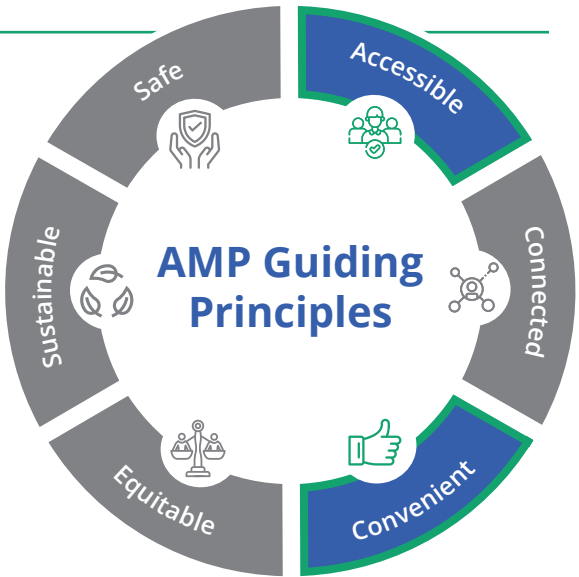 AMP Guiding
Principles
Accessible
Connected
Convenient
Equitable
Sustainable
Safe